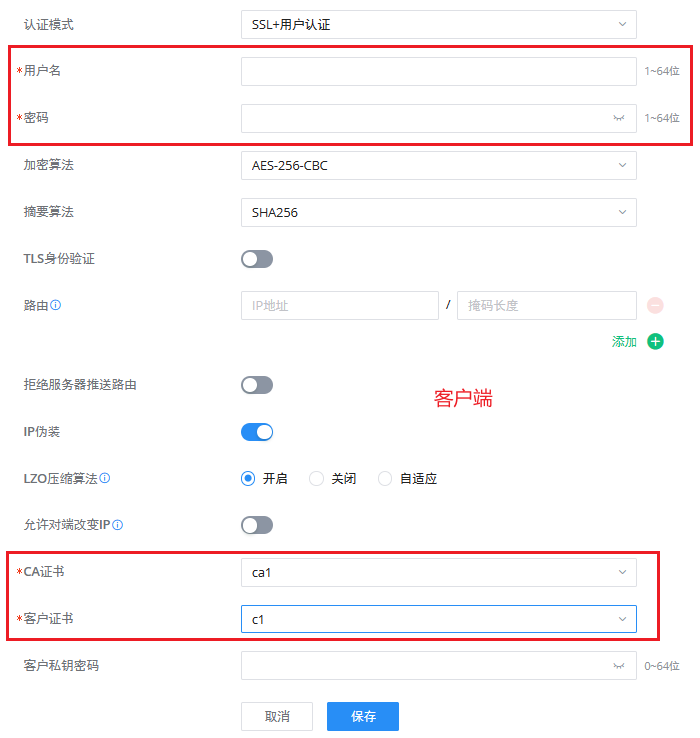 认证模式 SSL+用户认证
*用户名 1~64位
*密码 1~64位
加密算法 AES-256-CBC
摘要算法 SHA256
TLS身份验证
路由 IP地址 / 掩码长度
添加
拒绝服务器推送路由
客户端
IP伪装
LZO压缩算法 开启 关闭 自适应
允许对端改变IP
*CA证书 ca1
*客户证书 c1
客户私钥密码 0~64位
取消 保存